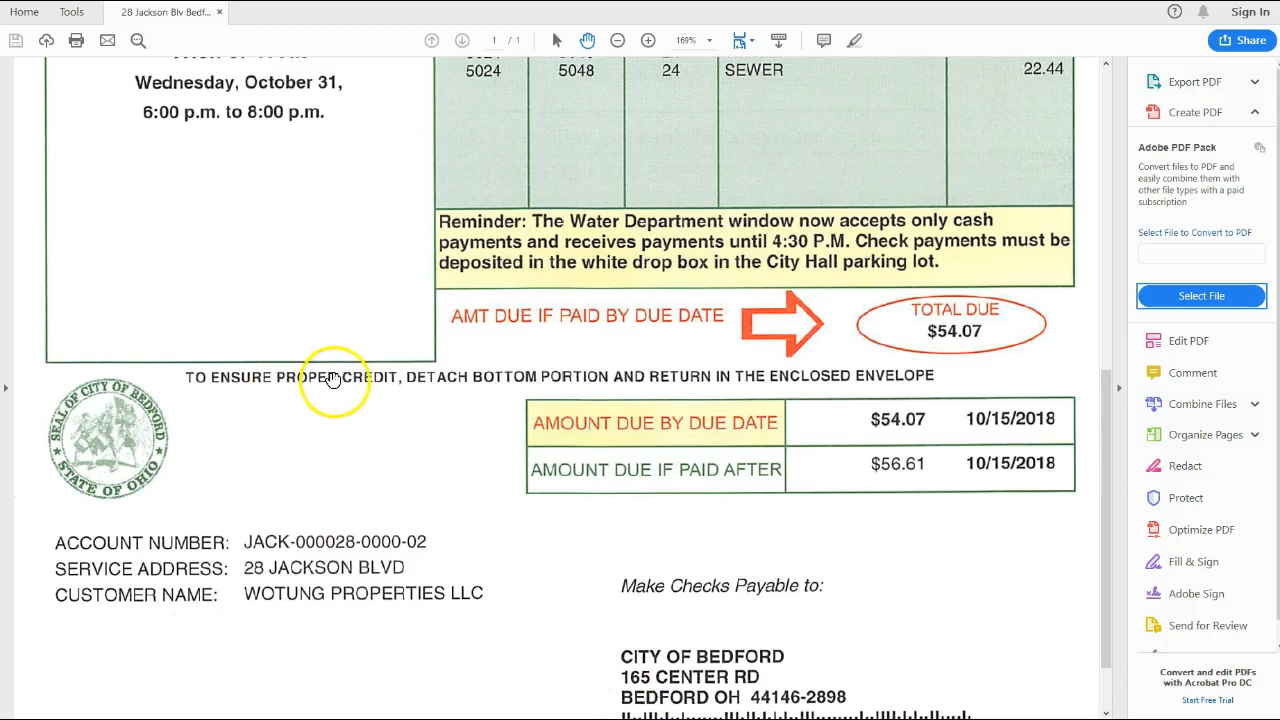 Home Tools 28 Jackson Blv Bedf... × Sign In
1 / 1 169% Share
Wednesday, October 31,
6:00 p.m. to 8:00 p.m.
5024 5048 24 SEWER 22.44
Reminder: The Water Department window now accepts only cash
payments and receives payments until 4:30 P.M. Check payments must be
deposited in the white drop box in the City Hall parking lot.
AMT DUE IF PAID BY DUE DATE
TOTAL DUE
$54.07
TO ENSURE PROPER CREDIT, DETACH BOTTOM PORTION AND RETURN IN THE ENCLOSED ENVELOPE
SEAL OF CITY OF BEDFORD
STATE OF OHIO
AMOUNT DUE BY DUE DATE $54.07 10/15/2018
AMOUNT DUE IF PAID AFTER $56.61 10/15/2018
ACCOUNT NUMBER: JACK-000028-0000-02
SERVICE ADDRESS: 28 JACKSON BLVD
CUSTOMER NAME: WOTUNG PROPERTIES LLC
Make Checks Payable to:
CITY OF BEDFORD
165 CENTER RD
BEDFORD OH 44146-2898
Export PDF
Create PDF
Adobe PDF Pack
Convert files to PDF and
easily combine them with
other file types with a paid
subscription
Select File to Convert to PDF
Select File
Edit PDF
Comment
Combine Files
Organize Pages
Redact
Protect
Optimize PDF
Fill & Sign
Adobe Sign
Send for Review
Convert and edit PDFs
with Acrobat Pro DC
Start Free Trial